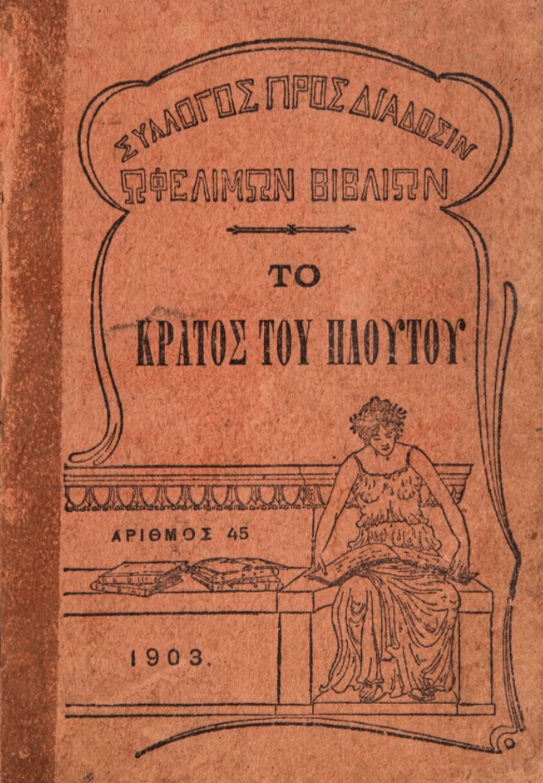 ΣΥΛΛΟΓΟΣ ΠΡΟΣ ΔΙΑΔΟΣΙΝ
ΩΦΕΛΙΜΩΝ ΒΙΒΛΙΩΝ
ΤΟ
ΚΡΑΤΟΣ ΤΟΥ ΠΛΟΥΤΟΥ
ΑΡΙΘΜΟΣ 45
1903.